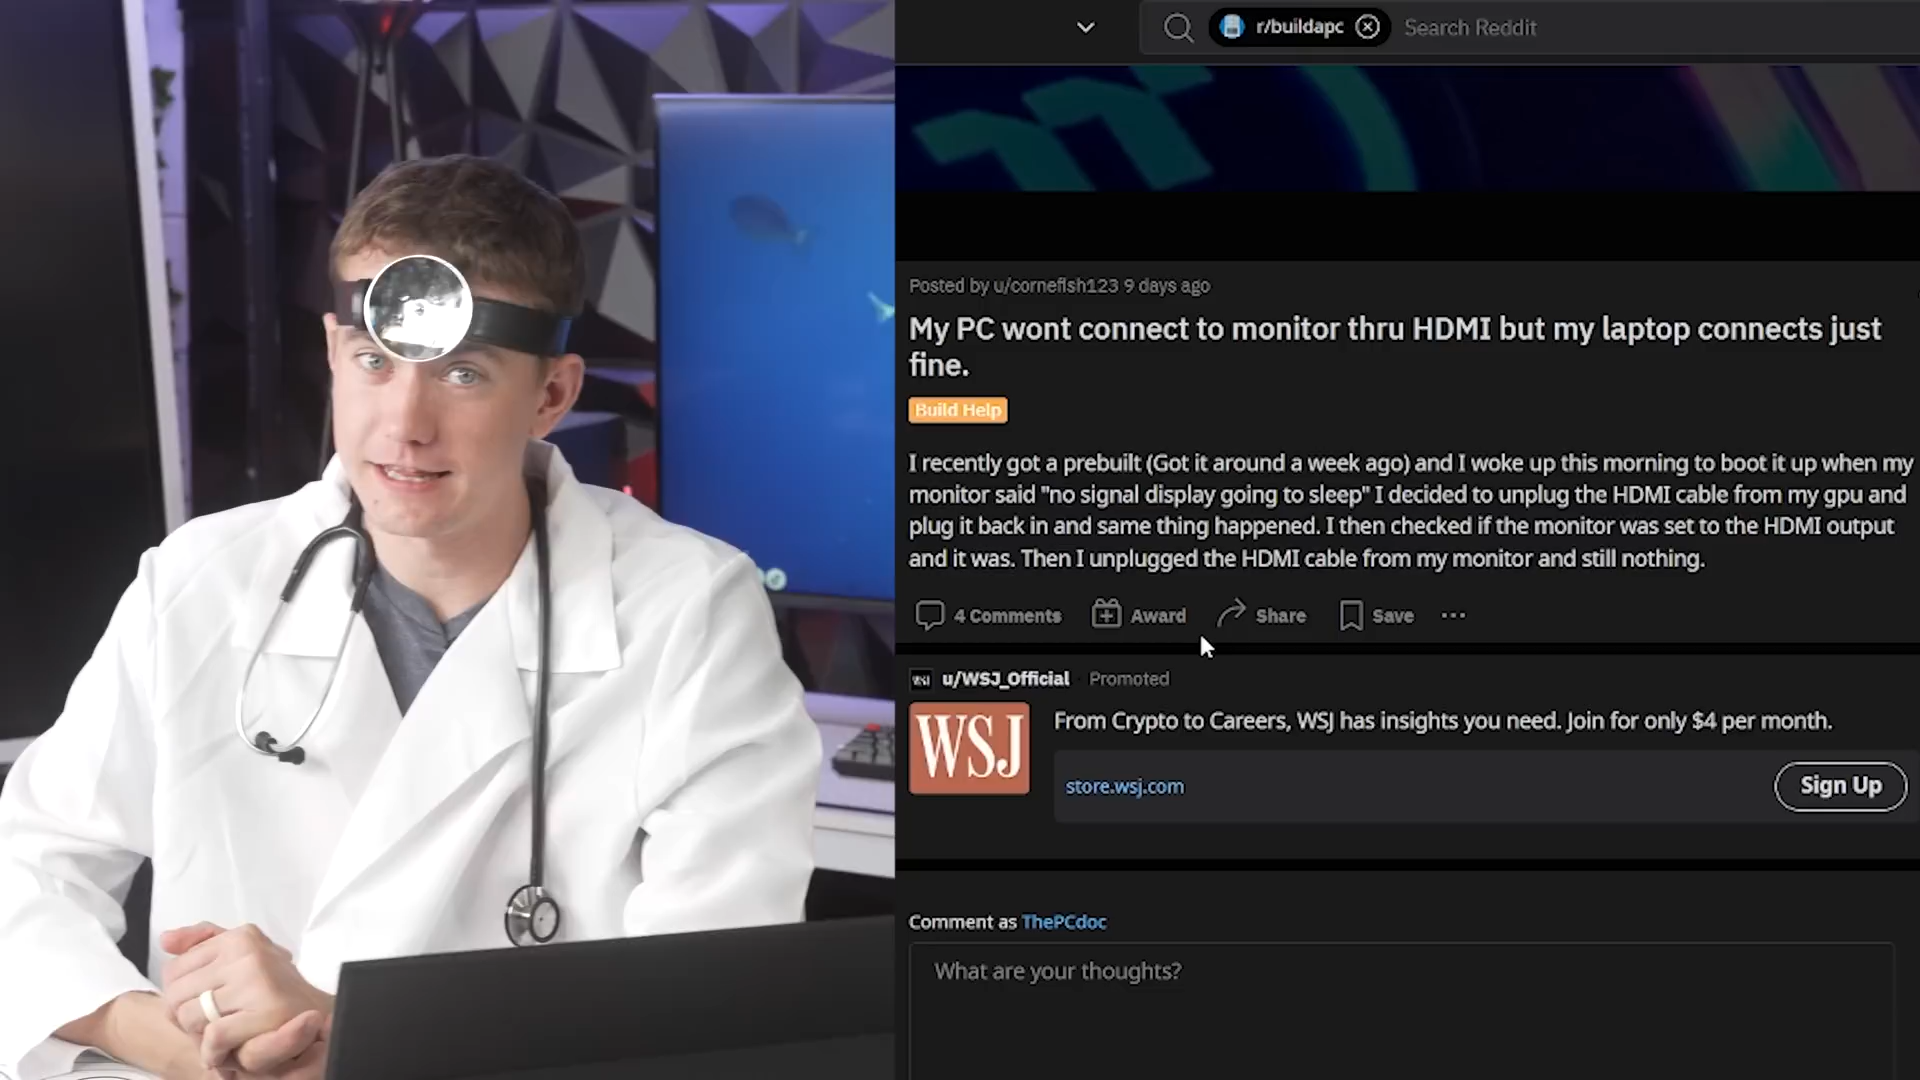 r/buildapc
Search Reddit
Posted by u/cornefish123 9 days ago
My PC wont connect to monitor thru HDMI but my laptop connects just
fine.
Build Help
I recently got a prebuilt (Got it around a week ago) and I woke up this morning to boot it up when my
monitor said "no signal display going to sleep" I decided to unplug the HDMI cable from my gpu and
plug it back in and same thing happened. I then checked if the monitor was set to the HDMI output
and it was. Then I unplugged the HDMI cable from my monitor and still nothing.
4 Comments Award Share Save ...
WSJ u/WSJ_Official Promoted
WSJ
From Crypto to Careers, WSJ has insights you need. Join for only $4 per month.
store.wsj.com
Sign Up
Comment as ThePCdoc
What are your thoughts?